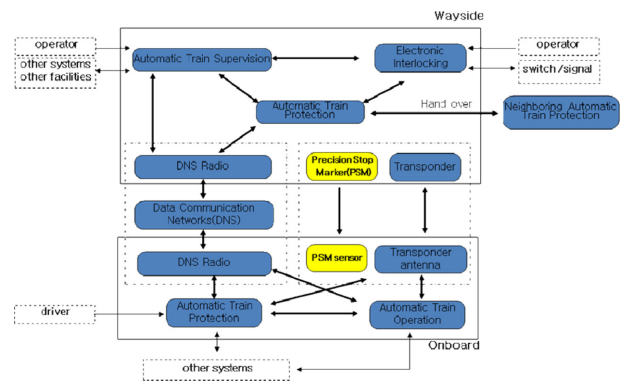 Wayside
operator
other systems
other facilities
Automatic Train Supervision
Electronic
Interlocking
operator
switch/signal
Automatic Train
Protection
Hand over
Neighboring Automatic
Train Protection
DNS Radio
Precision Stop
Marker(PSM)
Transponder
Data Communication
Networks(DNS)
DNS Radio
PSM sensor
Transponder
antenna
driver
Automatic Train
Protection
Automatic Train
Operation
Onboard
other systems